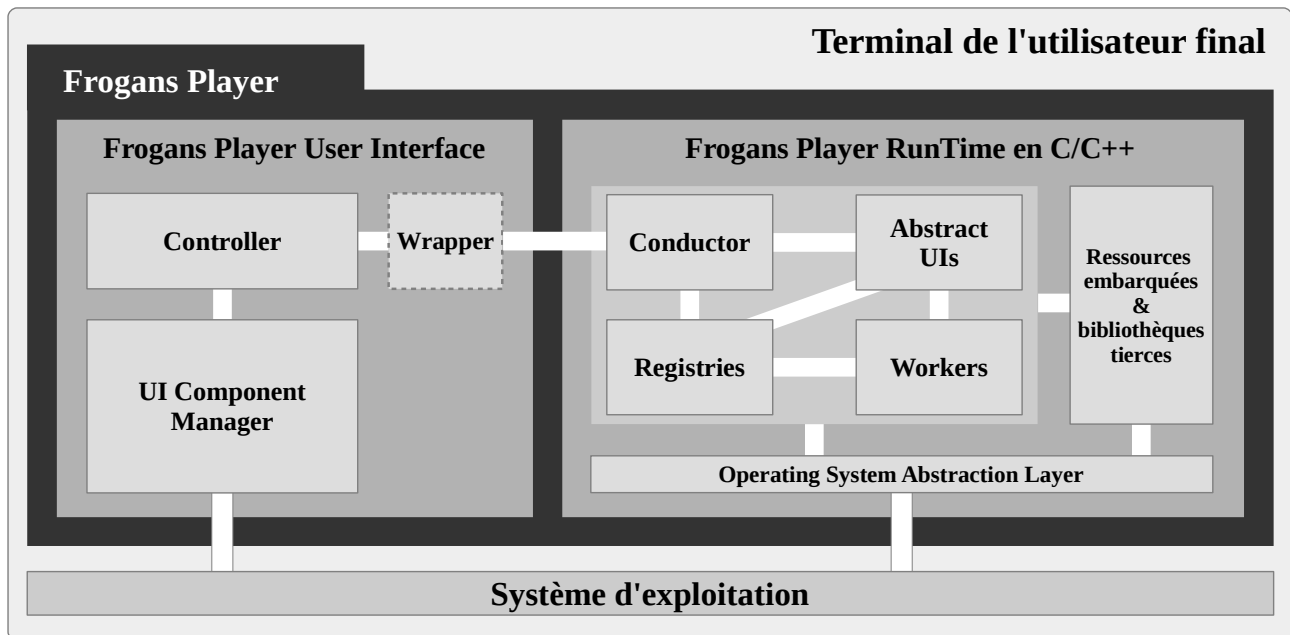 Terminal de l'utilisateur final
Frogans Player
Frogans Player User Interface
Controller
Wrapper
UI Component
Manager
Frogans Player RunTime en C/C++
Conductor
Abstract
UIs
Registries
Workers
Ressources
embarquées
&
bibliothèques
tierces
Operating System Abstraction Layer
Système d'exploitation